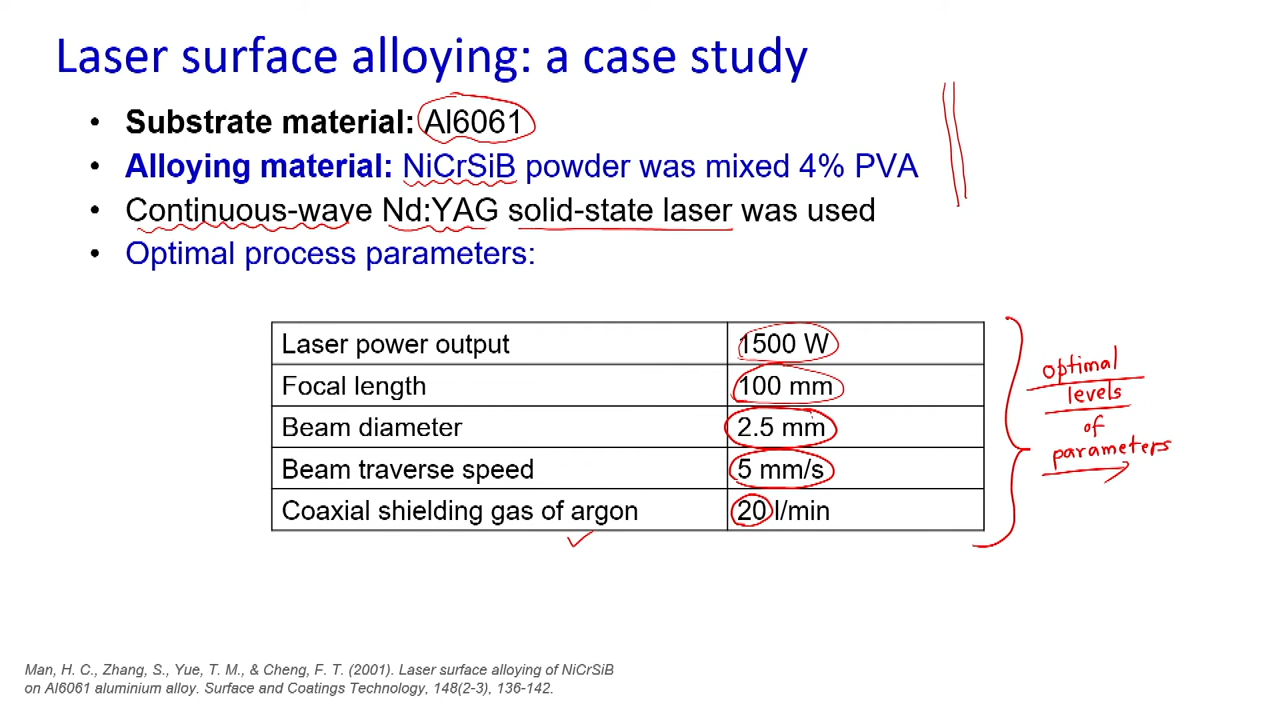 Laser surface alloying: a case study
• Substrate material: Al6061
• Alloying material: NiCrSiB powder was mixed 4% PVA
• Continuous-wave Nd:YAG solid-state laser was used
• Optimal process parameters:
Laser power output 1500 W
Focal length 100 mm
Beam diameter 2.5 mm
Beam traverse speed 5 mm/s
Coaxial shielding gas of argon 20 l/min
optimal
levels
of
parameters
Man, H. C., Zhang, S., Yue, T. M., & Cheng, F. T. (2001). Laser surface alloying of NiCrSiB
on Al6061 aluminium alloy. Surface and Coatings Technology, 148(2-3), 136-142.